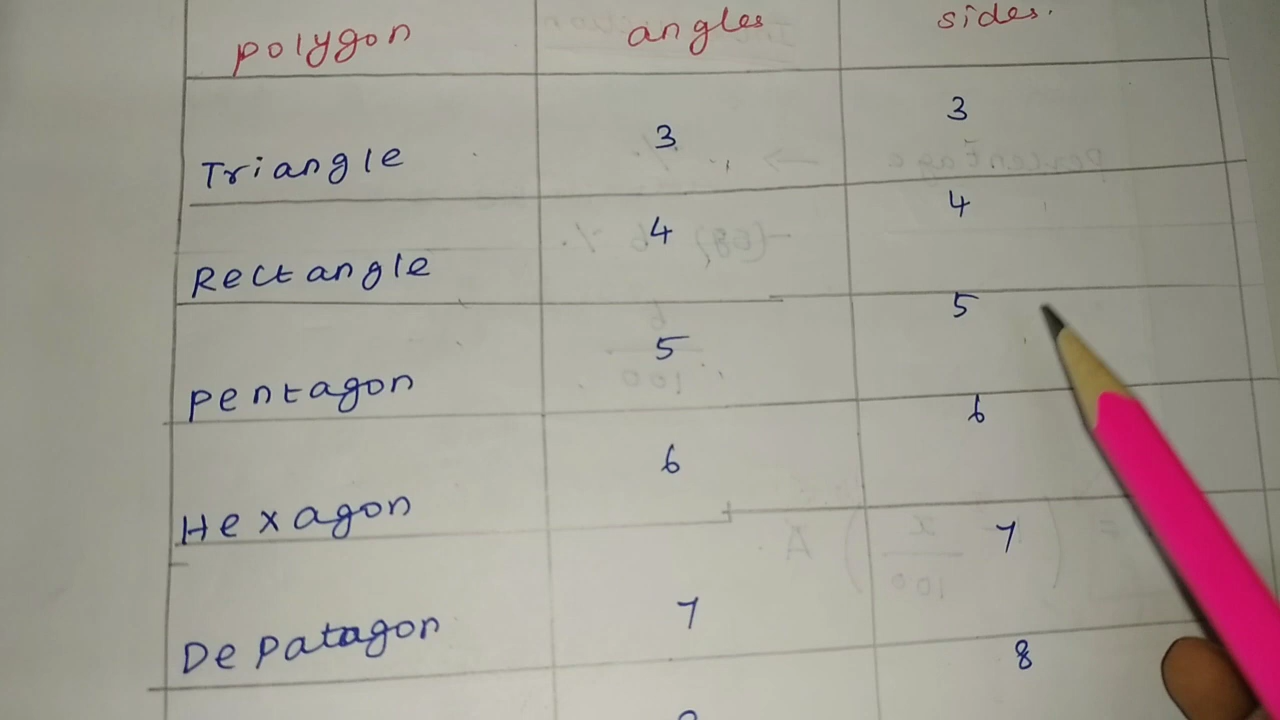 polygon angles sides.
Triangle 3 3
Rectangle 4 4
pentagon 5 5
Hexagon 6 6
Depatagon 7 7
8